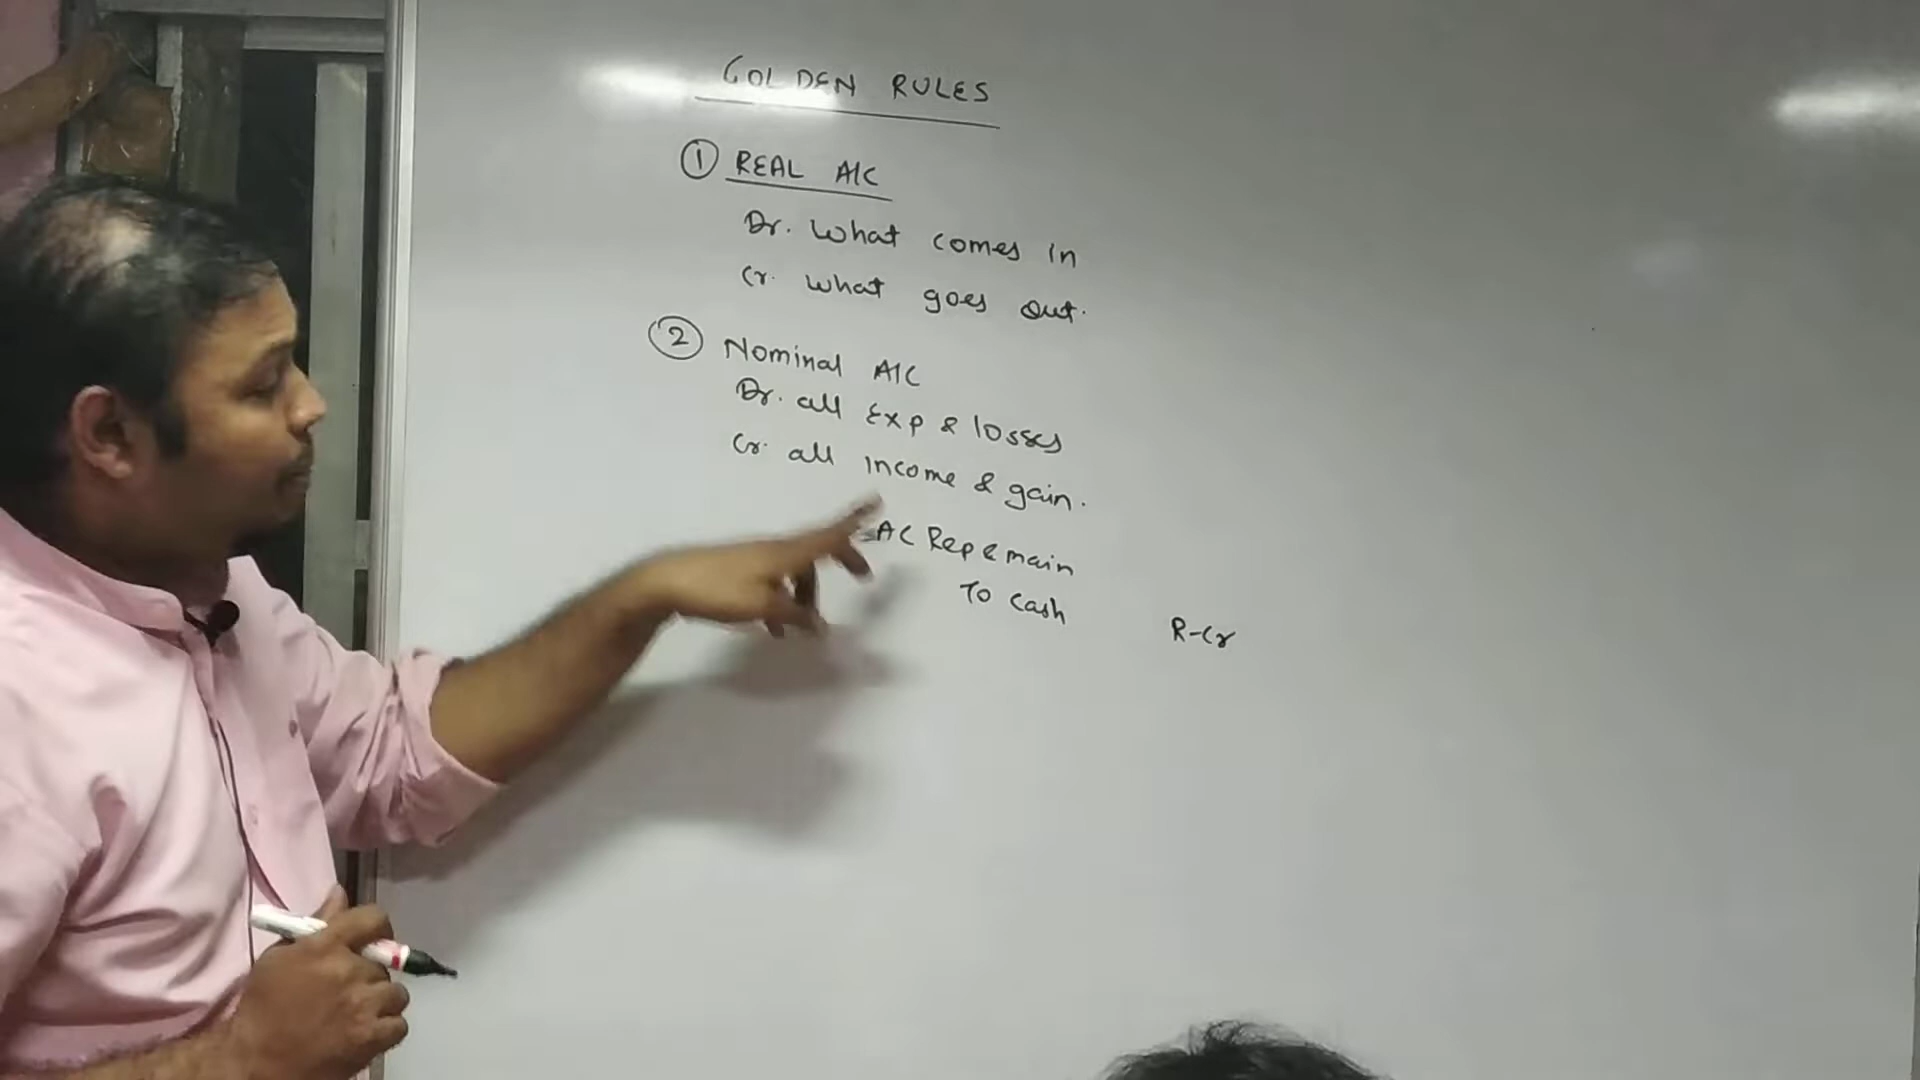 GOLDEN RULES
① REAL A/C
Dr. What comes in
Cr. What goes out.
② Nominal A/C
Dr. all Exp & losses
Cr. all income & gain.
AC Rep & main
To Cash
R-Cr